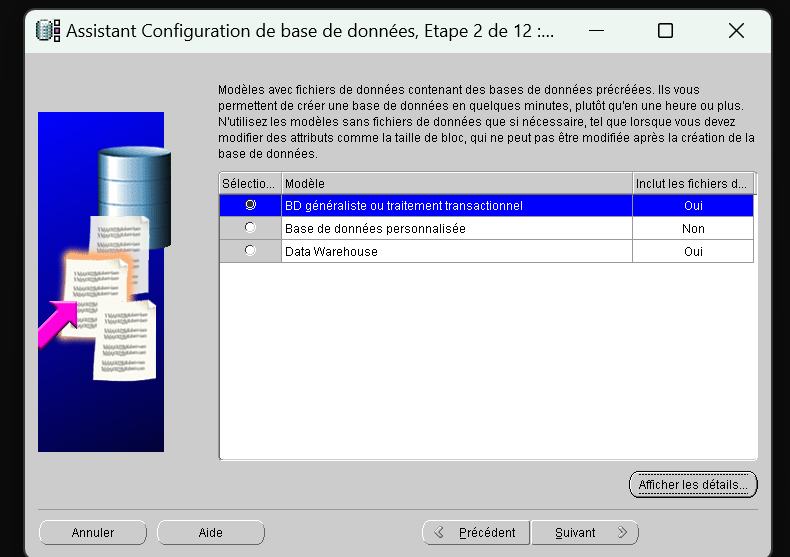 Assistant Configuration de base de données, Etape 2 de 12 :...
Modèles avec fichiers de données contenant des bases de données précréées. Ils vous
permettent de créer une base de données en quelques minutes, plutôt qu'en une heure ou plus.
N'utilisez les modèles sans fichiers de données que si nécessaire, tel que lorsque vous devez
modifier des attributs comme la taille de bloc, qui ne peut pas être modifiée après la création de la
base de données.
Sélectio... Modèle Inclut les fichiers d...
BD généraliste ou traitement transactionnel Oui
Base de données personnalisée Non
Data Warehouse Oui
Afficher les détails...
Annuler Aide Précédent Suivant